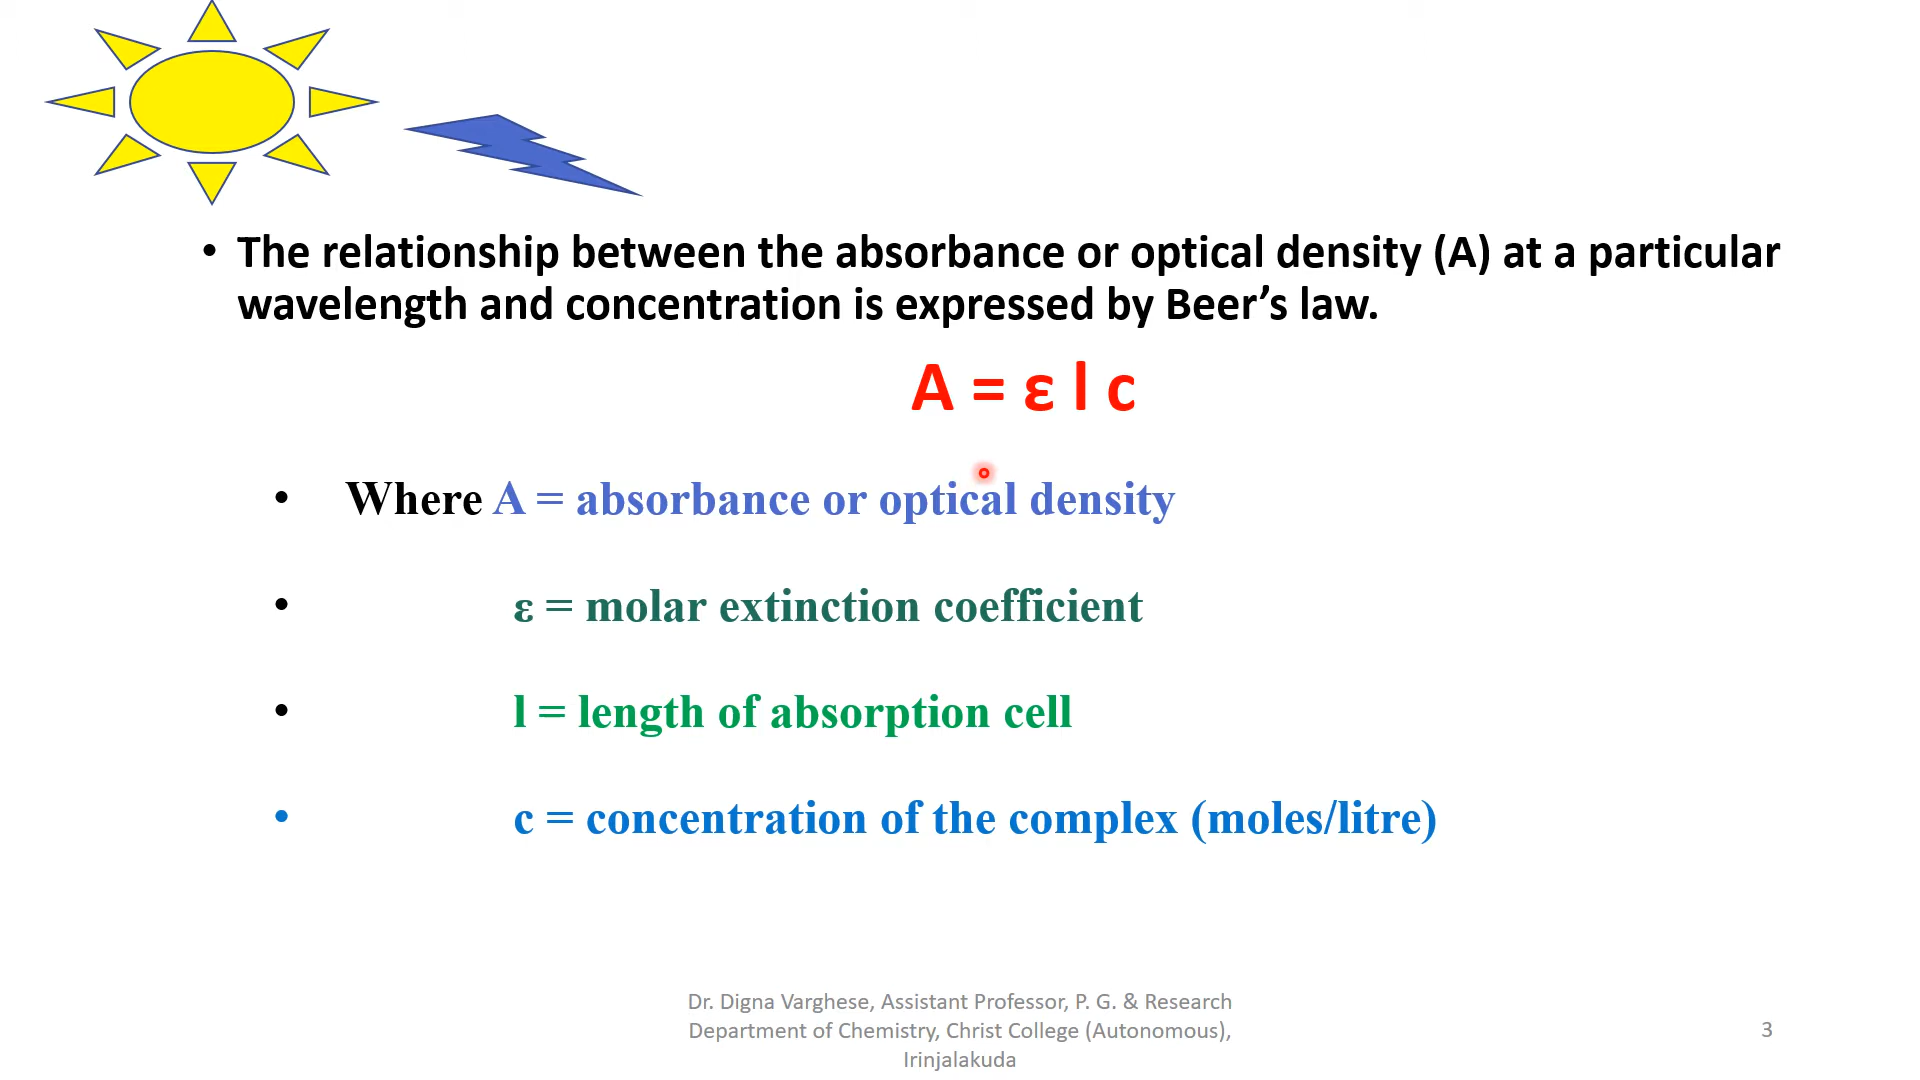 • The relationship between the absorbance or optical density (A) at a particular
wavelength and concentration is expressed by Beer’s law.
A = ε l c
• Where A = absorbance or optical density
• ε = molar extinction coefficient
• l = length of absorption cell
• c = concentration of the complex (moles/litre)
Dr. Digna Varghese, Assistant Professor, P. G. & Research
Department of Chemistry, Christ College (Autonomous),
Irinjalakuda
3